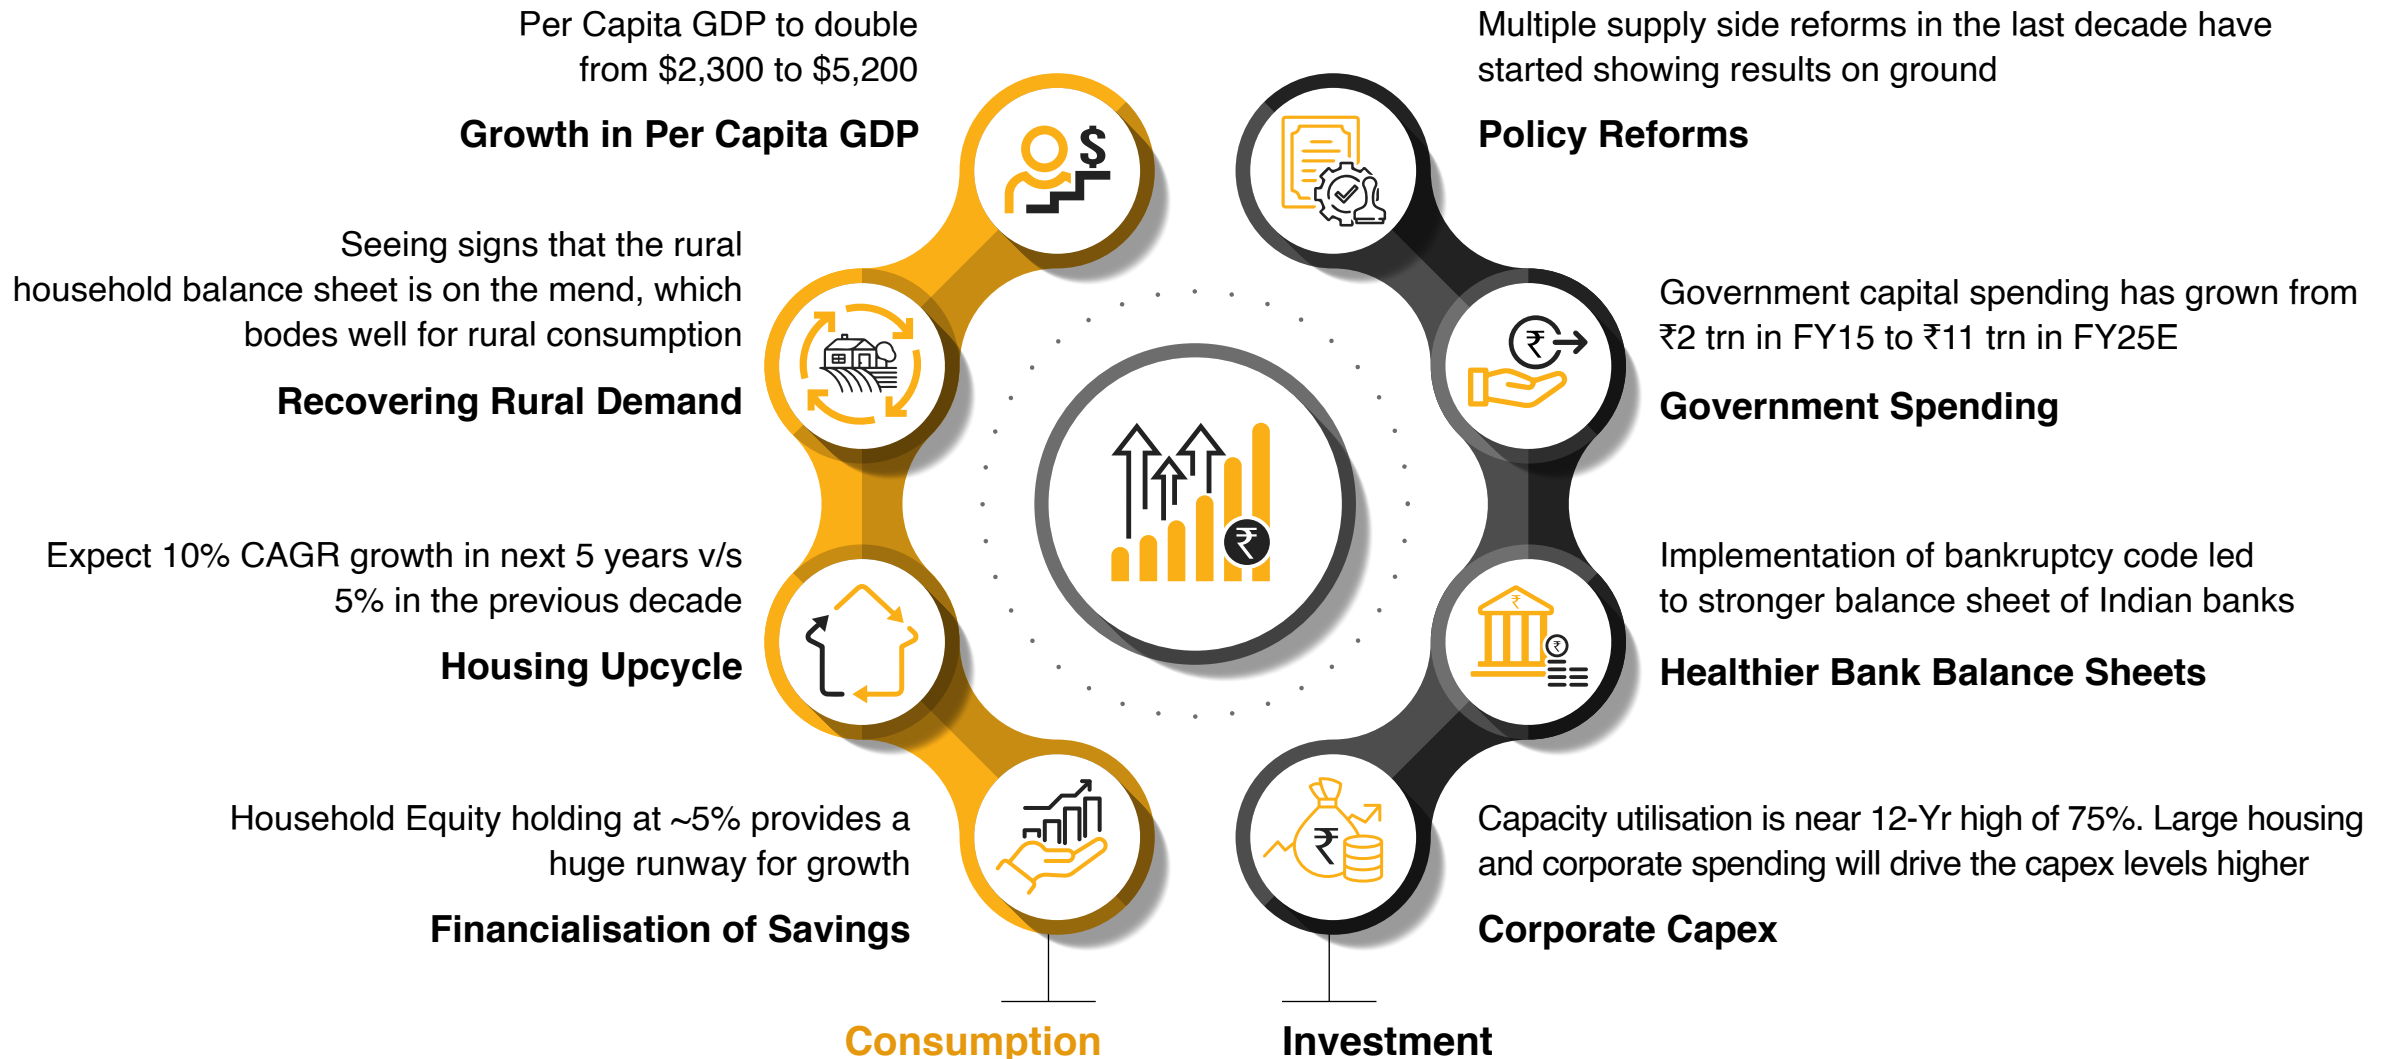 Per Capita GDP to double
from $2,300 to $5,200
Growth in Per Capita GDP
Seeing signs that the rural
household balance sheet is on the mend, which
bodes well for rural consumption
Recovering Rural Demand
Expect 10% CAGR growth in next 5 years v/s
5% in the previous decade
Housing Upcycle
Household Equity holding at ~5% provides a
huge runway for growth
Financialisation of Savings
Consumption
$
₹
Multiple supply side reforms in the last decade have
started showing results on ground
Policy Reforms
₹
Government capital spending has grown from
₹2 trn in FY15 to ₹11 trn in FY25E
Government Spending
₹
₹
Implementation of bankruptcy code led
to stronger balance sheet of Indian banks
Healthier Bank Balance Sheets
₹
Capacity utilisation is near 12-Yr high of 75%. Large housing
and corporate spending will drive the capex levels higher
Corporate Capex
Investment